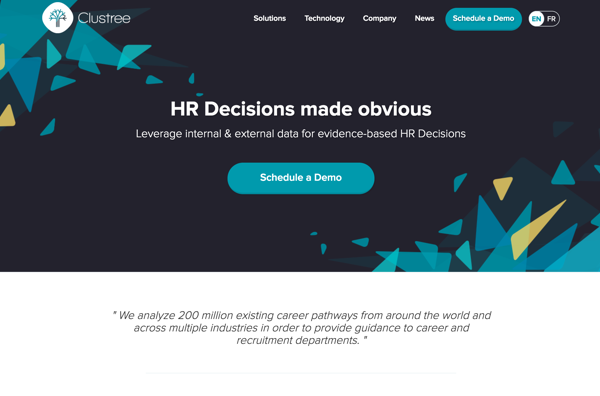 Clustree
Solutions Technology Company News Schedule a Demo EN FR
HR Decisions made obvious
Leverage internal & external data for evidence-based HR Decisions
Schedule a Demo
" We analyze 200 million existing career pathways from around the world and
across multiple industries in order to provide guidance to career and
recruitment departments. "